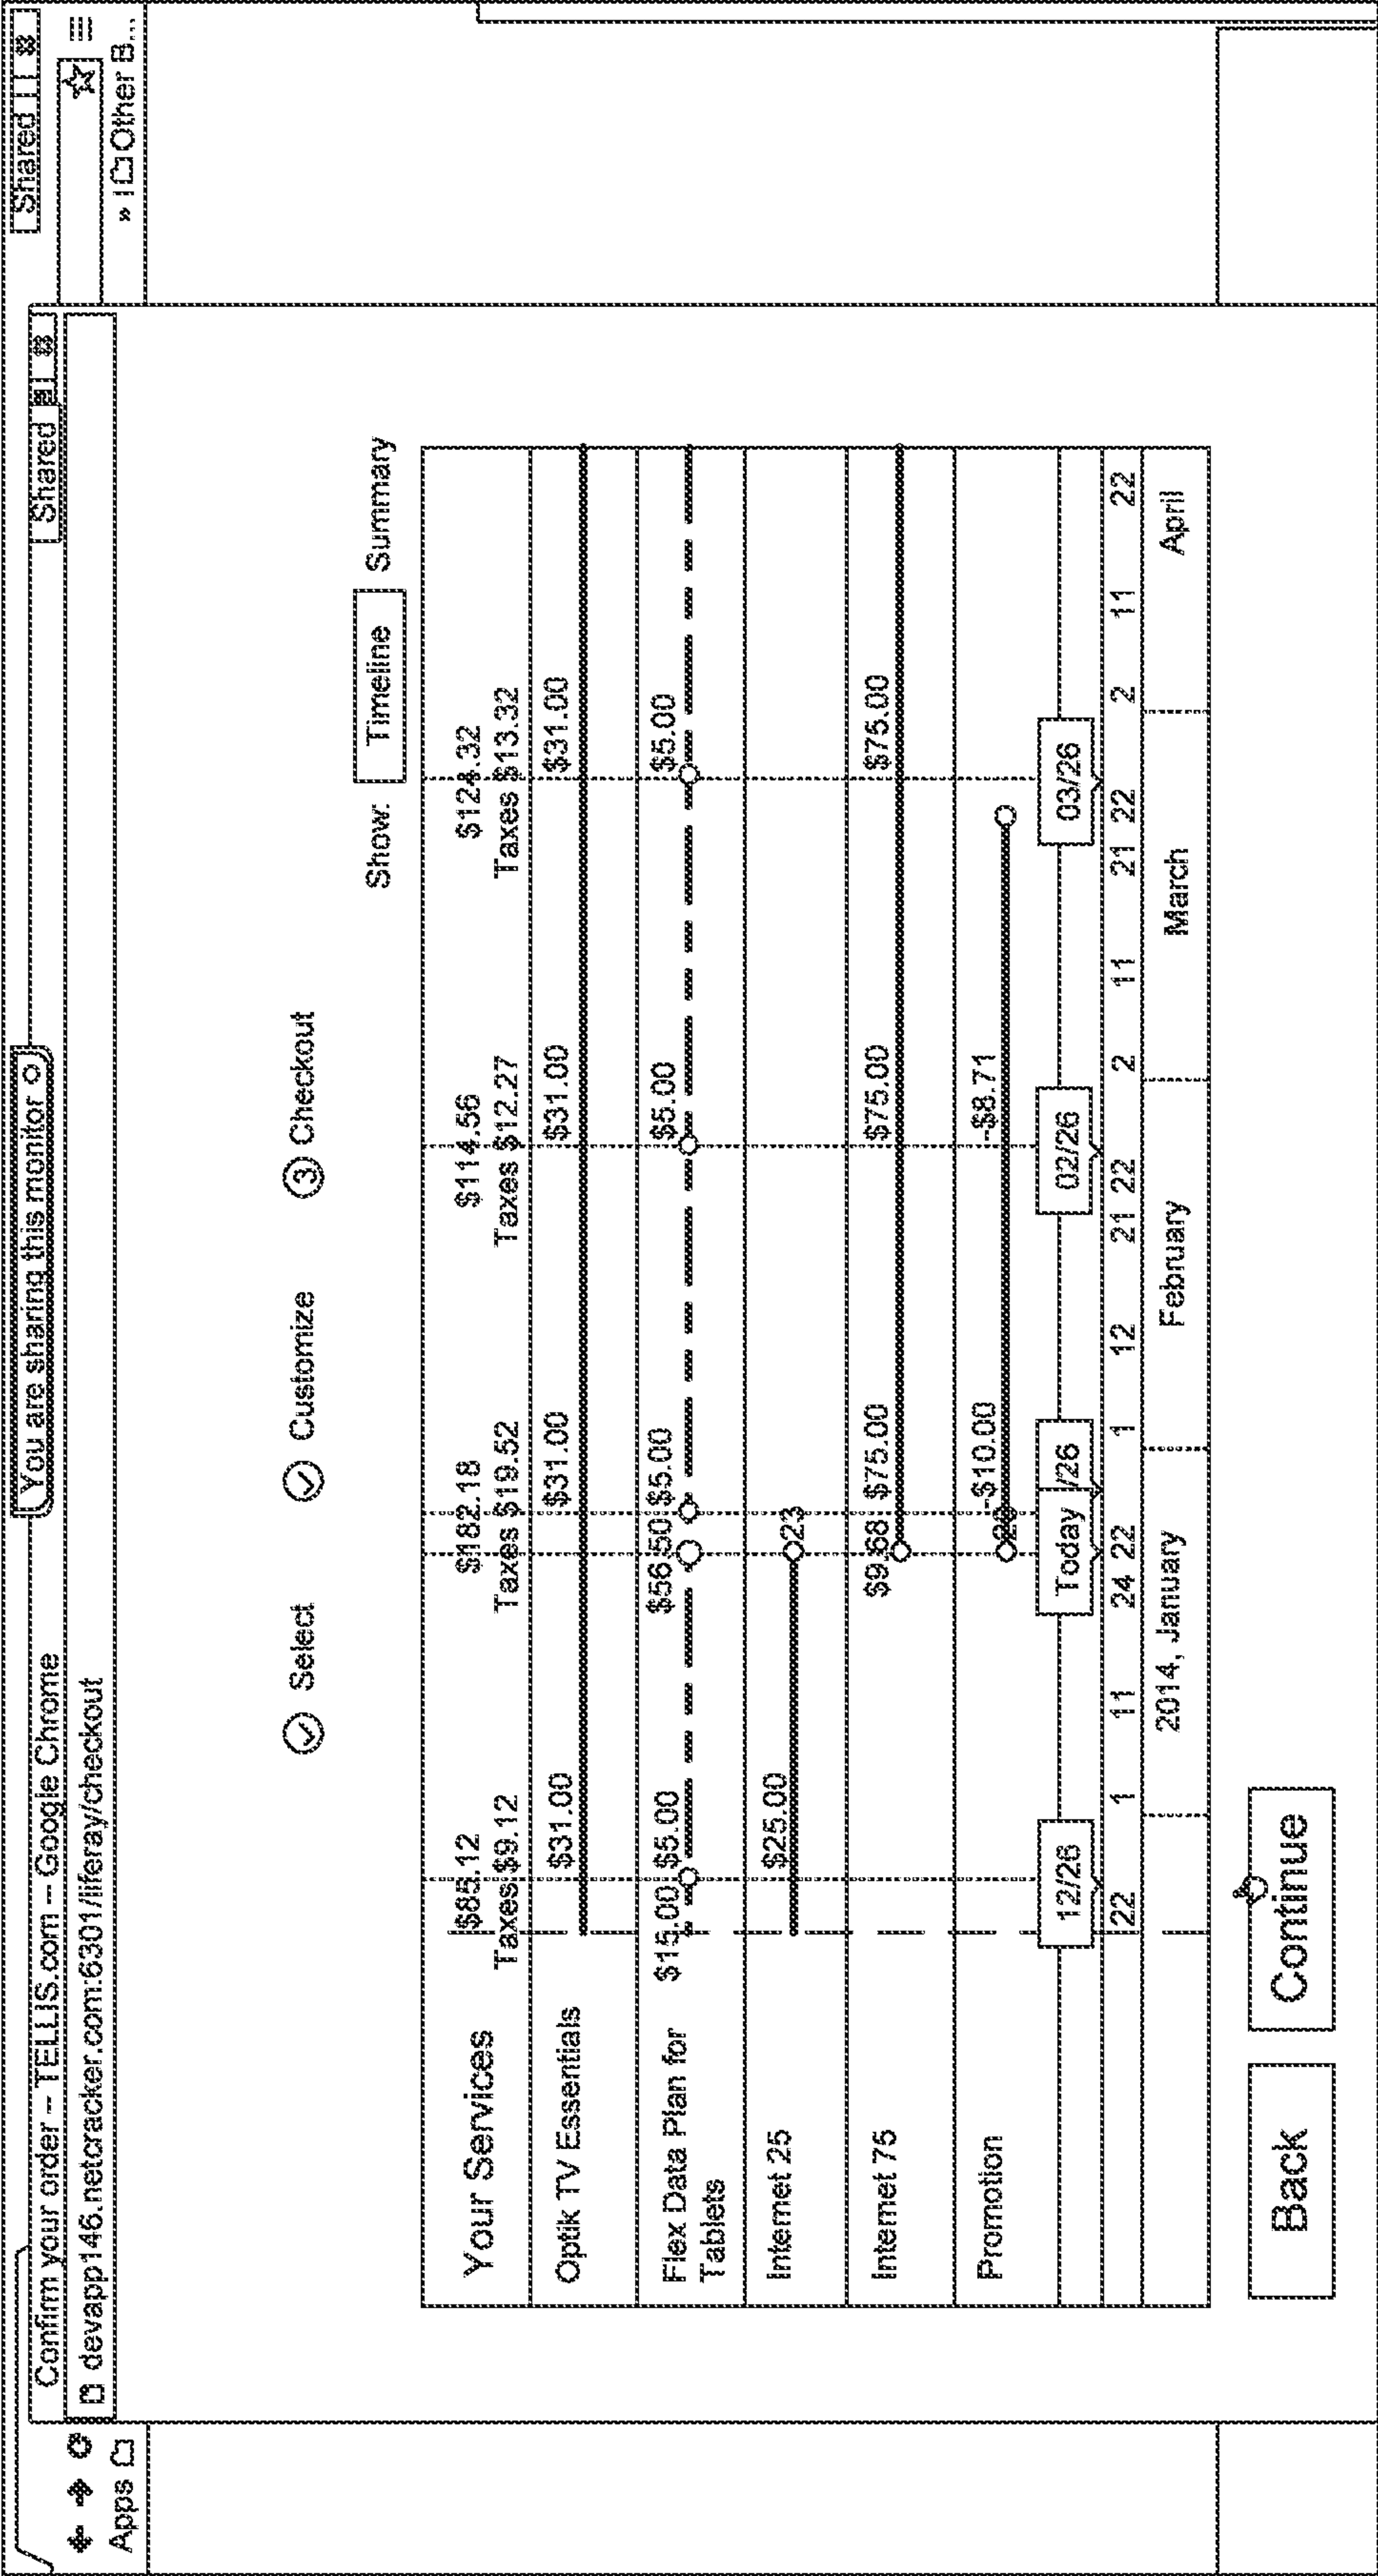 You are sharing this monitor
Shared
Confirm your order – TELLIS.com – Google Chrome
Shared
devapp146.netcracker.com:6301/liferay/checkout
Apps
» Other B...
Select Customize 3 Checkout
Show: Timeline Summary
Your Services $85.12 $182.18 $114.56 $124.32
Taxes $9.12 Taxes $19.52 Taxes $12.27 Taxes $13.32
Optik TV Essentials $31.00 $31.00 $31.00 $31.00
Flex Data Plan for $15.00 $5.00 $56.50 $5.00 $5.00 $5.00
Tablets
Internet 25 $25.00 23
Internet 75 $9.68 $75.00 $75.00 $75.00
Promotion -$10.00 -$8.71
12/26 Today /26 02/26 03/26
22 1 11 24 22 1 12 21 22 2 11 21 22 2 11 22
2014, January February March April
Back Continue